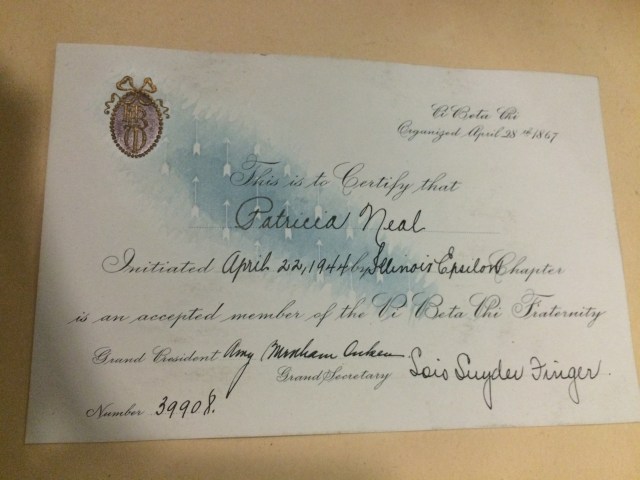 Pi Beta Phi
Organized April 28th 1867
This is to Certify that
Patricia Neal
Initiated April 22, 1944 by Illinois Epsilon Chapter
is an accepted member of the Pi Beta Phi Fraternity
Grand President Amy Burnham Onken
Grand Secretary Lois Snyder Finger.
Number 39908.